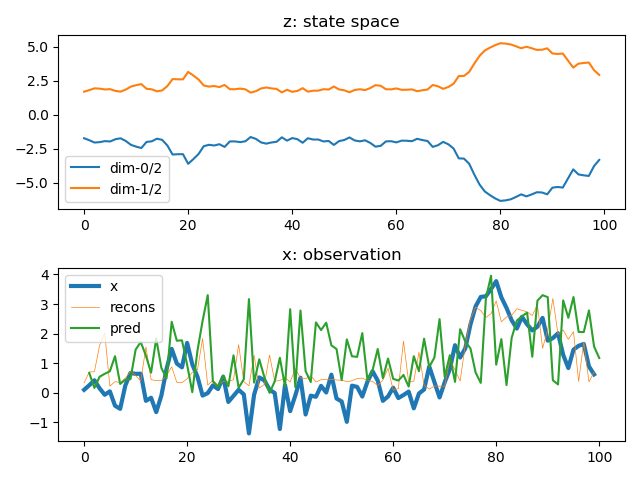 z: state space
5.0
2.5
0.0
−2.5
−5.0
dim-0/2
dim-1/2
0 20 40 60 80 100
x: observation
4
3
2
1
0
−1
x
recons
pred
0 20 40 60 80 100